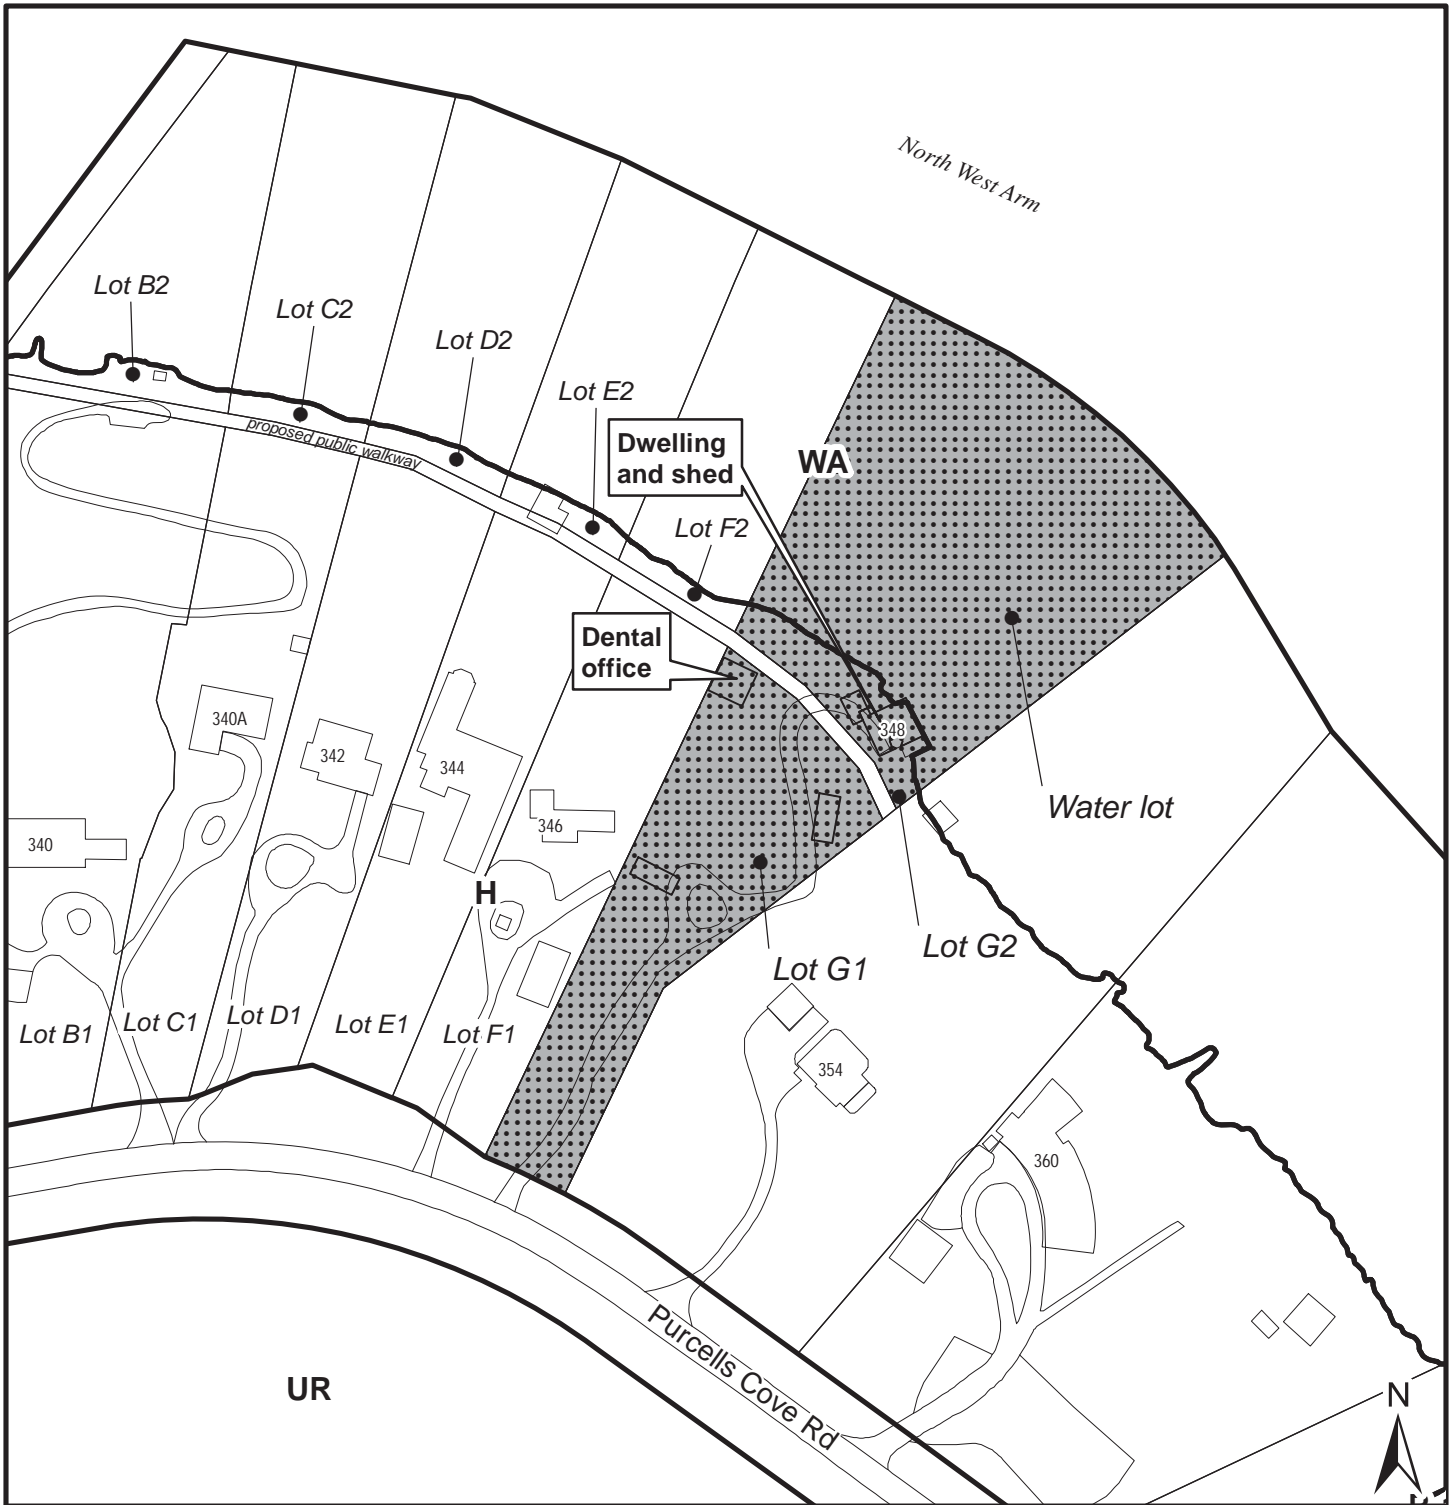 North West Arm
Lot B2
Lot C2
Lot D2
Lot E2
proposed public walkway
Dwelling
and shed
WA
Lot F2
Dental
office
340A
348
342
344
Water lot
346
340
H
Lot G2
Lot G1
Lot B1
Lot C1
Lot D1
Lot E1
Lot F1
354
360
Purcells Cove Rd
UR
N